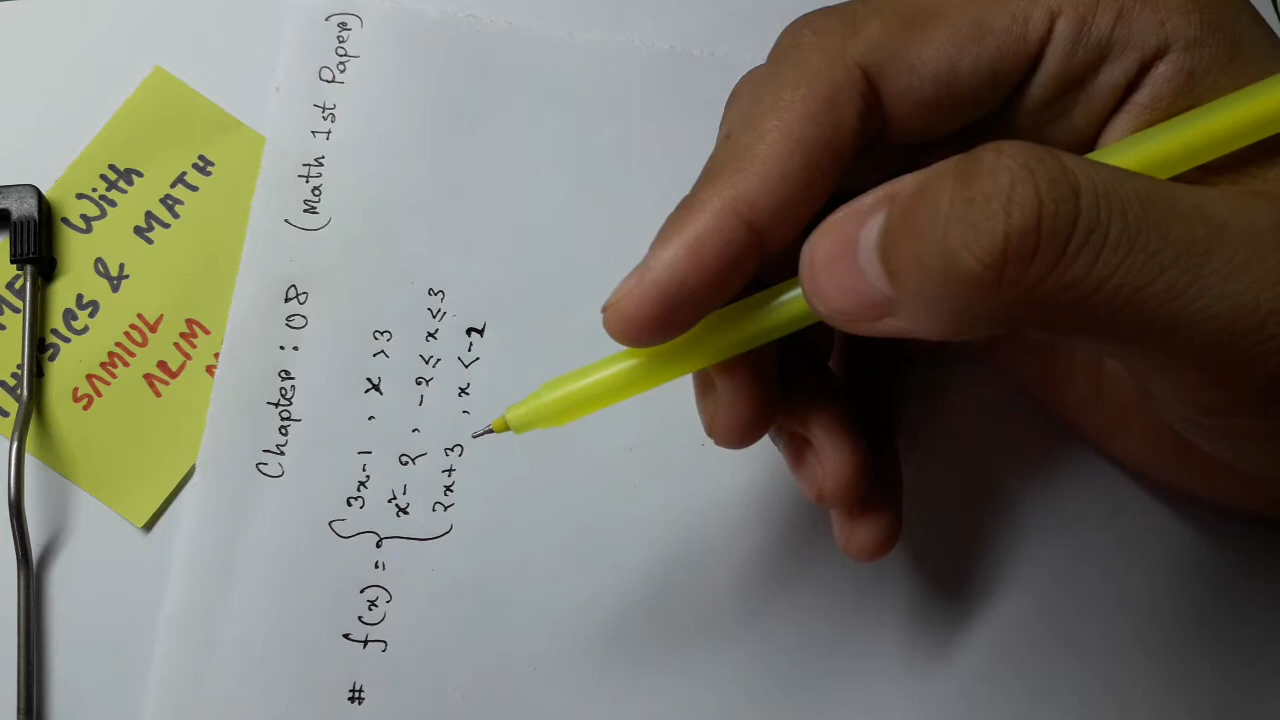 With
& MATH
SAMIUL
ALIM
Chapter : 08 (Math 1st Paper)
# f(x) = { 3x-1 , x > 3
x² - 2 , -2 ≤ x ≤ 3
2x+3 , x < -2